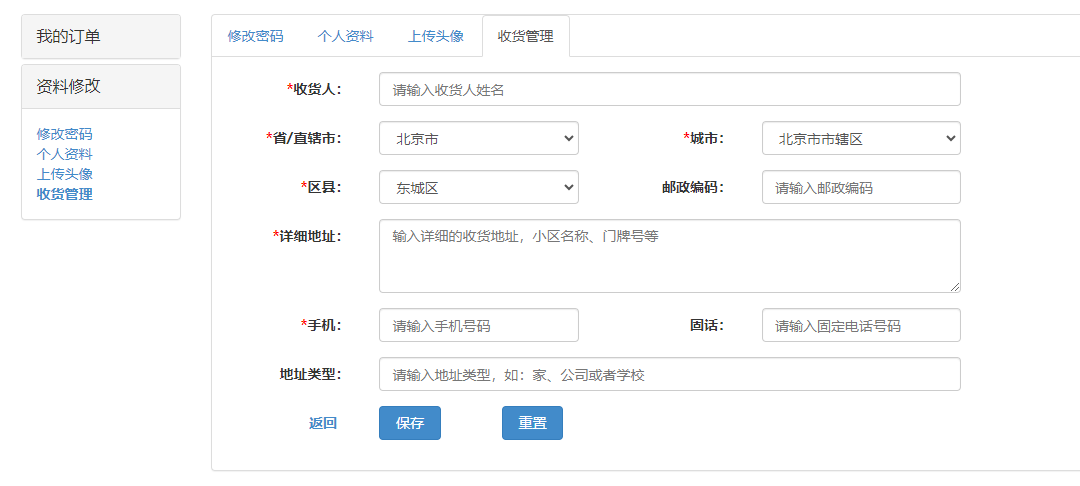 我的订单
资料修改
修改密码
个人资料
上传头像
收货管理
修改密码 个人资料 上传头像 收货管理
*收货人： 请输入收货人姓名
*省/直辖市： 北京市 *城市： 北京市市辖区
*区县： 东城区 邮政编码： 请输入邮政编码
*详细地址： 输入详细的收货地址，小区名称、门牌号等
*手机： 请输入手机号码 固话： 请输入固定电话号码
地址类型： 请输入地址类型，如：家、公司或者学校
返回 保存 重置